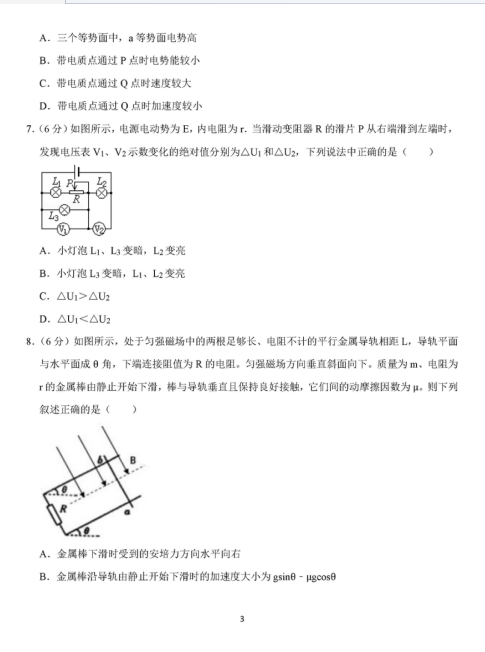 A．三个等势面中，a 等势面电势高
B．带电质点通过 P 点时电势能较小
C．带电质点通过 Q 点时速度较大
D．带电质点通过 Q 点时加速度较小
7.（6 分）如图所示，电源电动势为 E，内电阻为 r．当滑动变阻器 R 的滑片 P 从右端滑到左端时，
发现电压表 V₁、V₂ 示数变化的绝对值分别为△U₁ 和△U₂，下列说法中正确的是（　　）
L₁ P L₂
R
L₃
V₁ V₂
A．小灯泡 L₁、L₃ 变暗，L₂ 变亮
B．小灯泡 L₃ 变暗，L₁、L₂ 变亮
C．△U₁＞△U₂
D．△U₁＜△U₂
8.（6 分）如图所示，处于匀强磁场中的两根足够长、电阻不计的平行金属导轨相距 L，导轨平面
与水平面成 θ 角，下端连接阻值为 R 的电阻。匀强磁场方向垂直斜面向下。质量为 m、电阻为
r 的金属棒由静止开始下滑，棒与导轨垂直且保持良好接触，它们间的动摩擦因数为 μ。则下列
叙述正确的是（　　）
b B
θ
R
a
θ
A．金属棒下滑时受到的安培力方向水平向右
B．金属棒沿导轨由静止开始下滑时的加速度大小为 gsinθ﹣μgcosθ
3